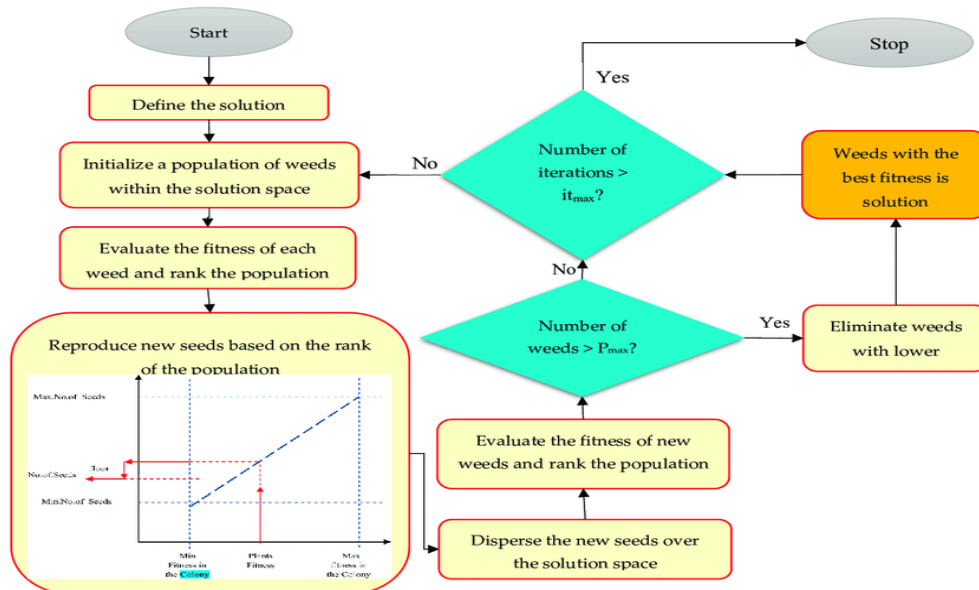 Start
Define the solution
Initialize a population of weeds
within the solution space
Evaluate the fitness of each
weed and rank the population
Reproduce new seeds based on the rank
of the population
Max.No.of Seeds
floor
No.of.Seeds
Min.No.of Seeds
Min
Fitness in
the Colony
Plants
Fitness
Max
fitness in
the Colony
Disperse the new seeds over
the solution space
Evaluate the fitness of new
weeds and rank the population
Number of
weeds > Pmax?
Yes
No
Eliminate weeds
with lower
Weeds with the
best fitness is
solution
Number of
iterations >
itmax?
No
Yes
Stop